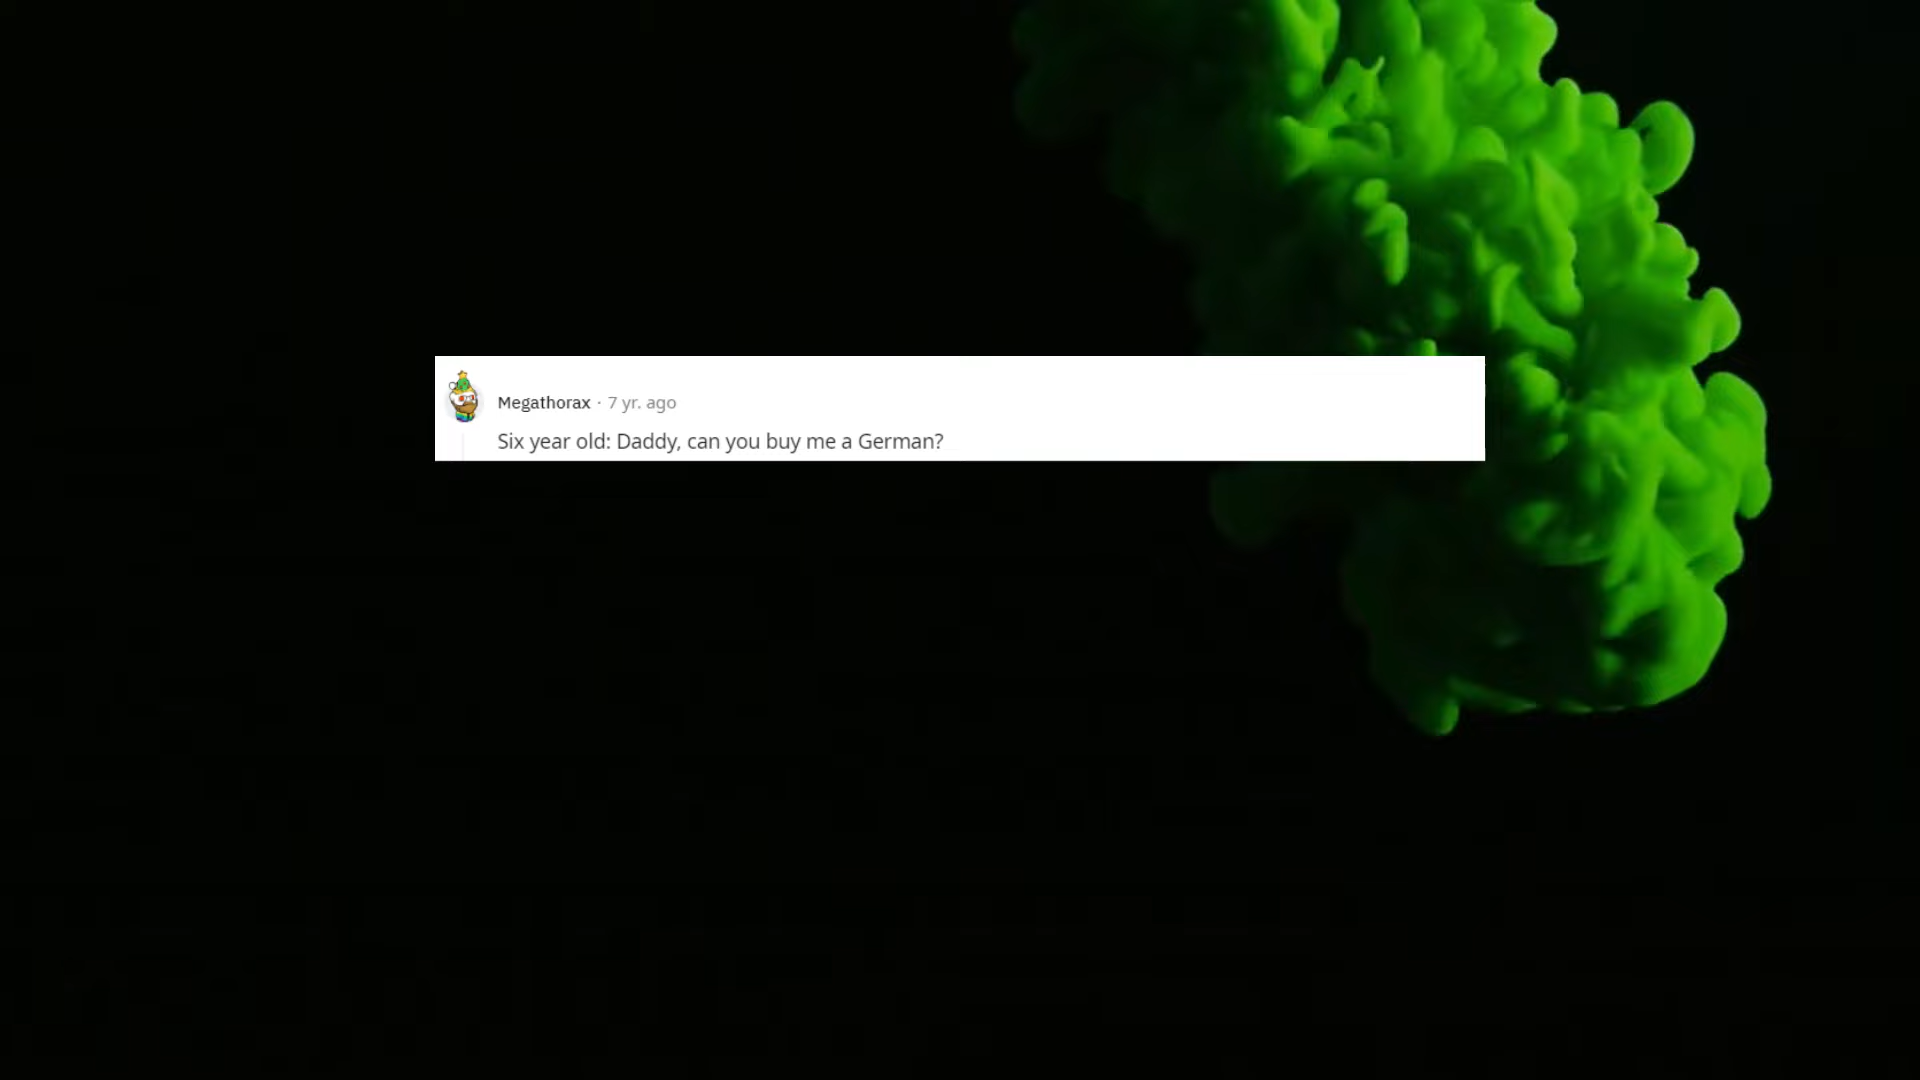 Megathorax · 7 yr. ago
Six year old: Daddy, can you buy me a German?